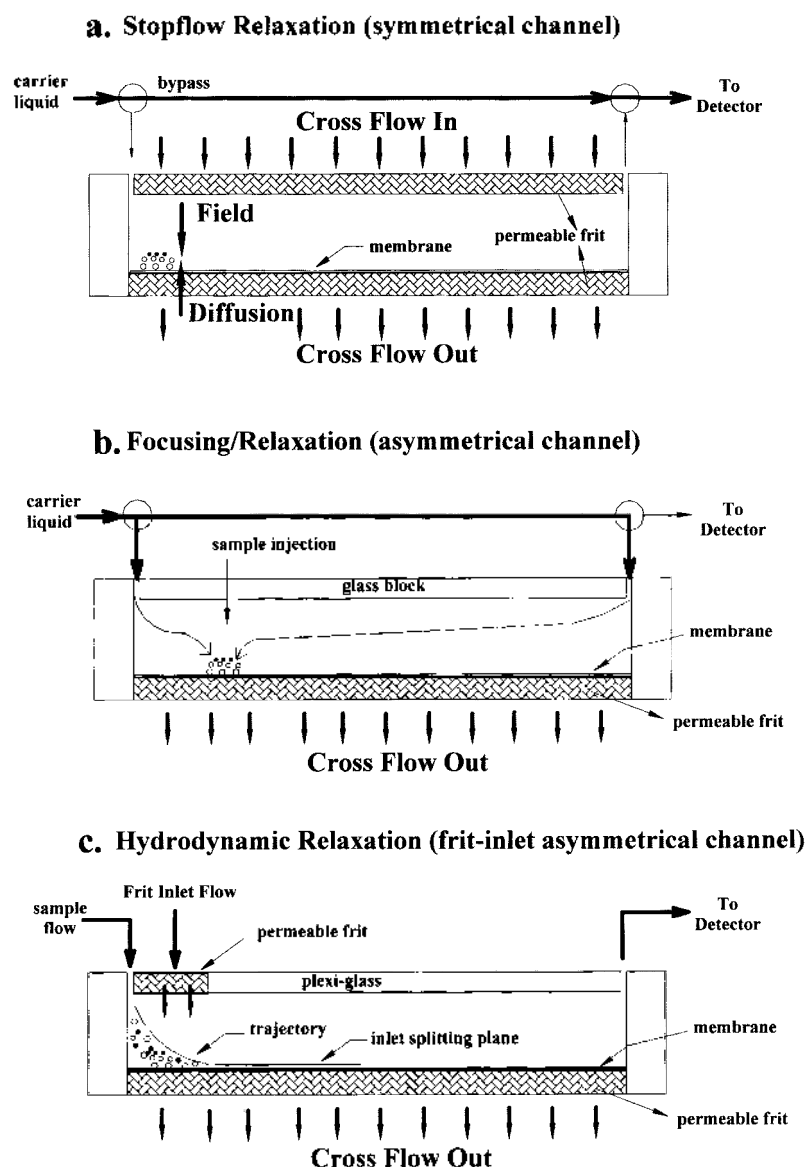 a. Stopflow Relaxation (symmetrical channel)
carrier
liquid
bypass
To
Detector
Cross Flow In
Field
membrane
permeable frit
Diffusion
Cross Flow Out
b. Focusing/Relaxation (asymmetrical channel)
carrier
liquid
To
Detector
sample injection
glass block
membrane
permeable frit
Cross Flow Out
c. Hydrodynamic Relaxation (frit-inlet asymmetrical channel)
Frit Inlet Flow
sample
flow
To
Detector
permeable frit
plexi-glass
trajectory
inlet splitting plane
membrane
permeable frit
Cross Flow Out